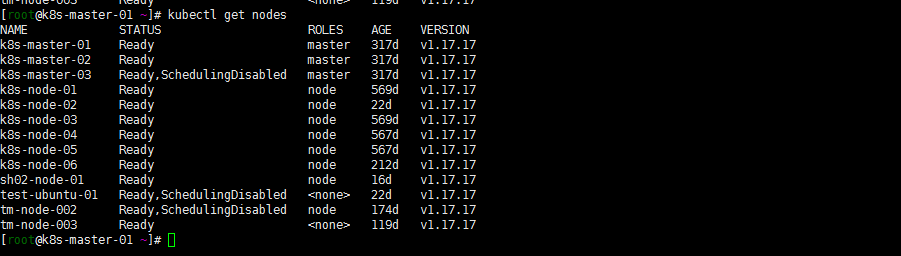 tm-node-003      Ready                      <none>   119d   v1.17.17
[root@k8s-master-01 ~]# kubectl get nodes
NAME             STATUS                     ROLES    AGE    VERSION
k8s-master-01    Ready                      master   317d   v1.17.17
k8s-master-02    Ready                      master   317d   v1.17.17
k8s-master-03    Ready,SchedulingDisabled   master   317d   v1.17.17
k8s-node-01      Ready                      node     569d   v1.17.17
k8s-node-02      Ready                      node     22d    v1.17.17
k8s-node-03      Ready                      node     569d   v1.17.17
k8s-node-04      Ready                      node     567d   v1.17.17
k8s-node-05      Ready                      node     567d   v1.17.17
k8s-node-06      Ready                      node     212d   v1.17.17
sh02-node-01     Ready                      node     16d    v1.17.17
test-ubuntu-01   Ready,SchedulingDisabled   <none>   22d    v1.17.17
tm-node-002      Ready,SchedulingDisabled   node     174d   v1.17.17
tm-node-003      Ready                      <none>   119d   v1.17.17
[root@k8s-master-01 ~]#